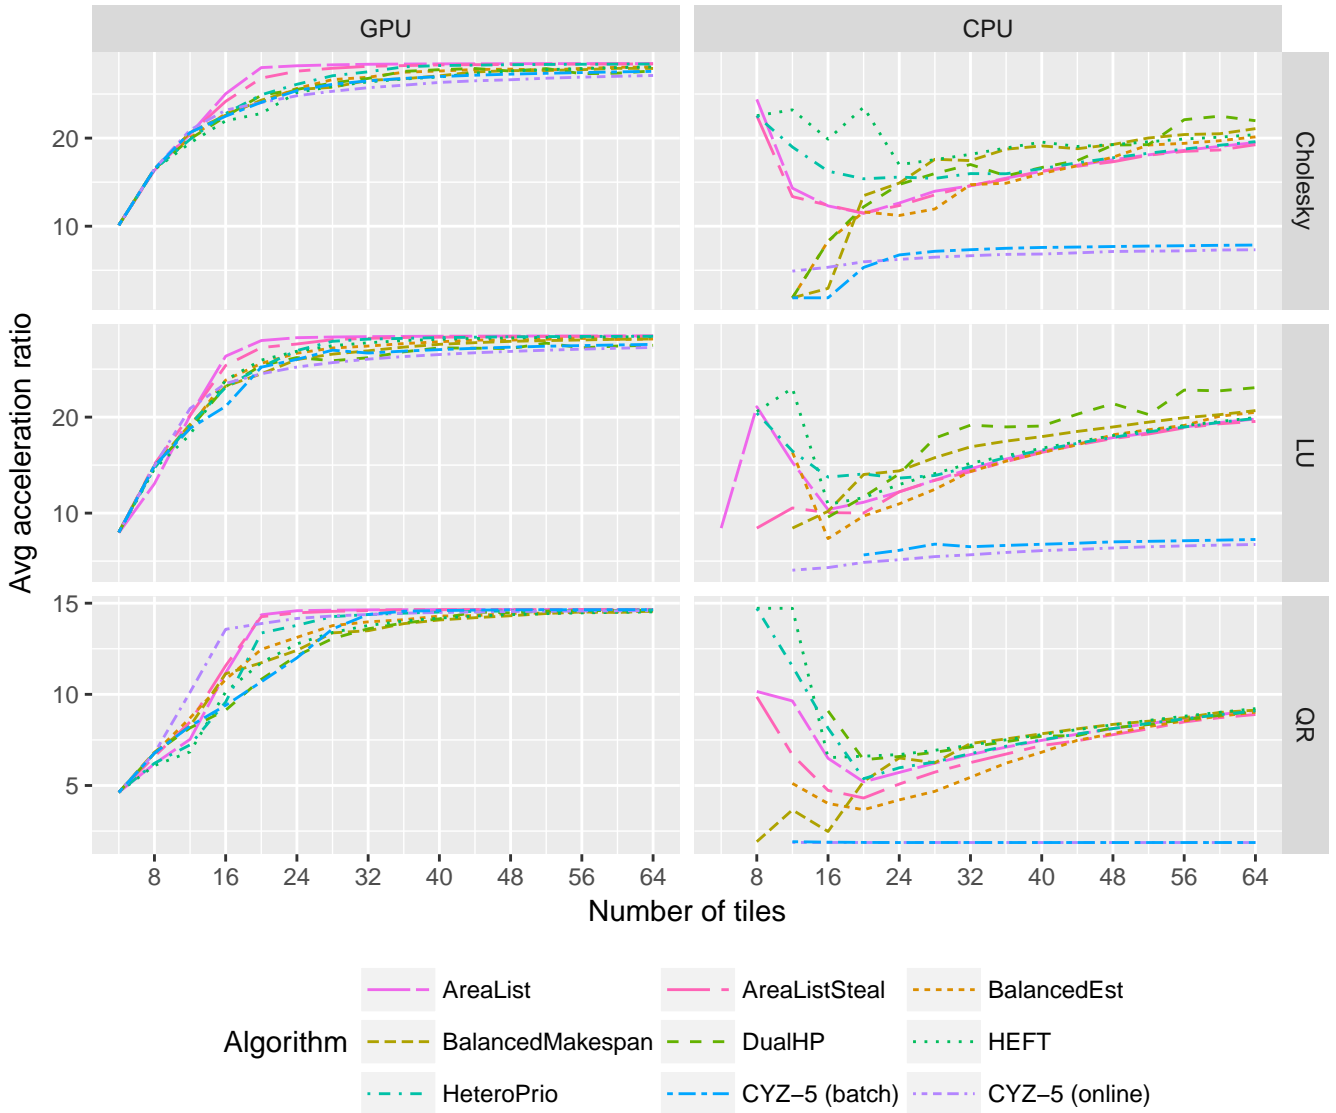 GPU
CPU
20
10
Cholesky
20
10
LU
15
10
5
QR
Avg acceleration ratio
8 16 24 32 40 48 56 64
8 16 24 32 40 48 56 64
Number of tiles
Algorithm
AreaList
AreaListSteal
BalancedEst
BalancedMakespan
DualHP
HEFT
HeteroPrio
CYZ−5 (batch)
CYZ−5 (online)